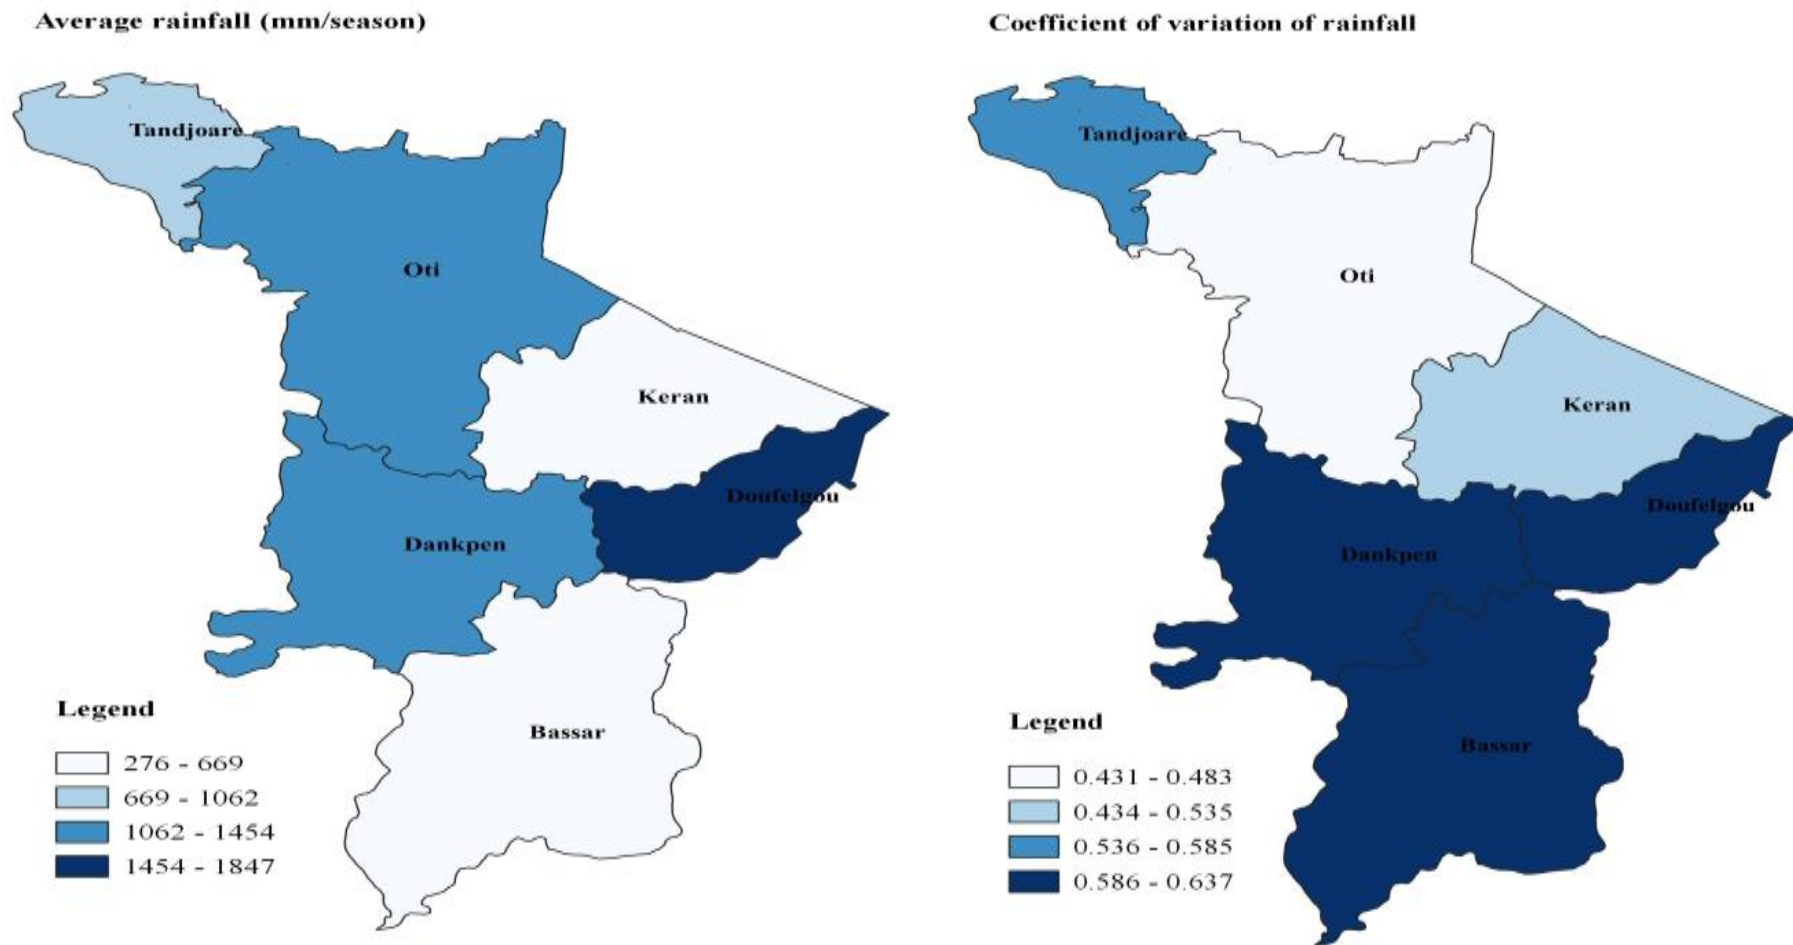 Average rainfall (mm/season)
Tandjoare
Oti
Keran
Doufelgou
Dankpen
Bassar
Legend
276 - 669
669 - 1062
1062 - 1454
1454 - 1847
Coefficient of variation of rainfall
Tandjoare
Oti
Keran
Doufelgou
Dankpen
Bassar
Legend
0.431 - 0.483
0.434 - 0.535
0.536 - 0.585
0.586 - 0.637